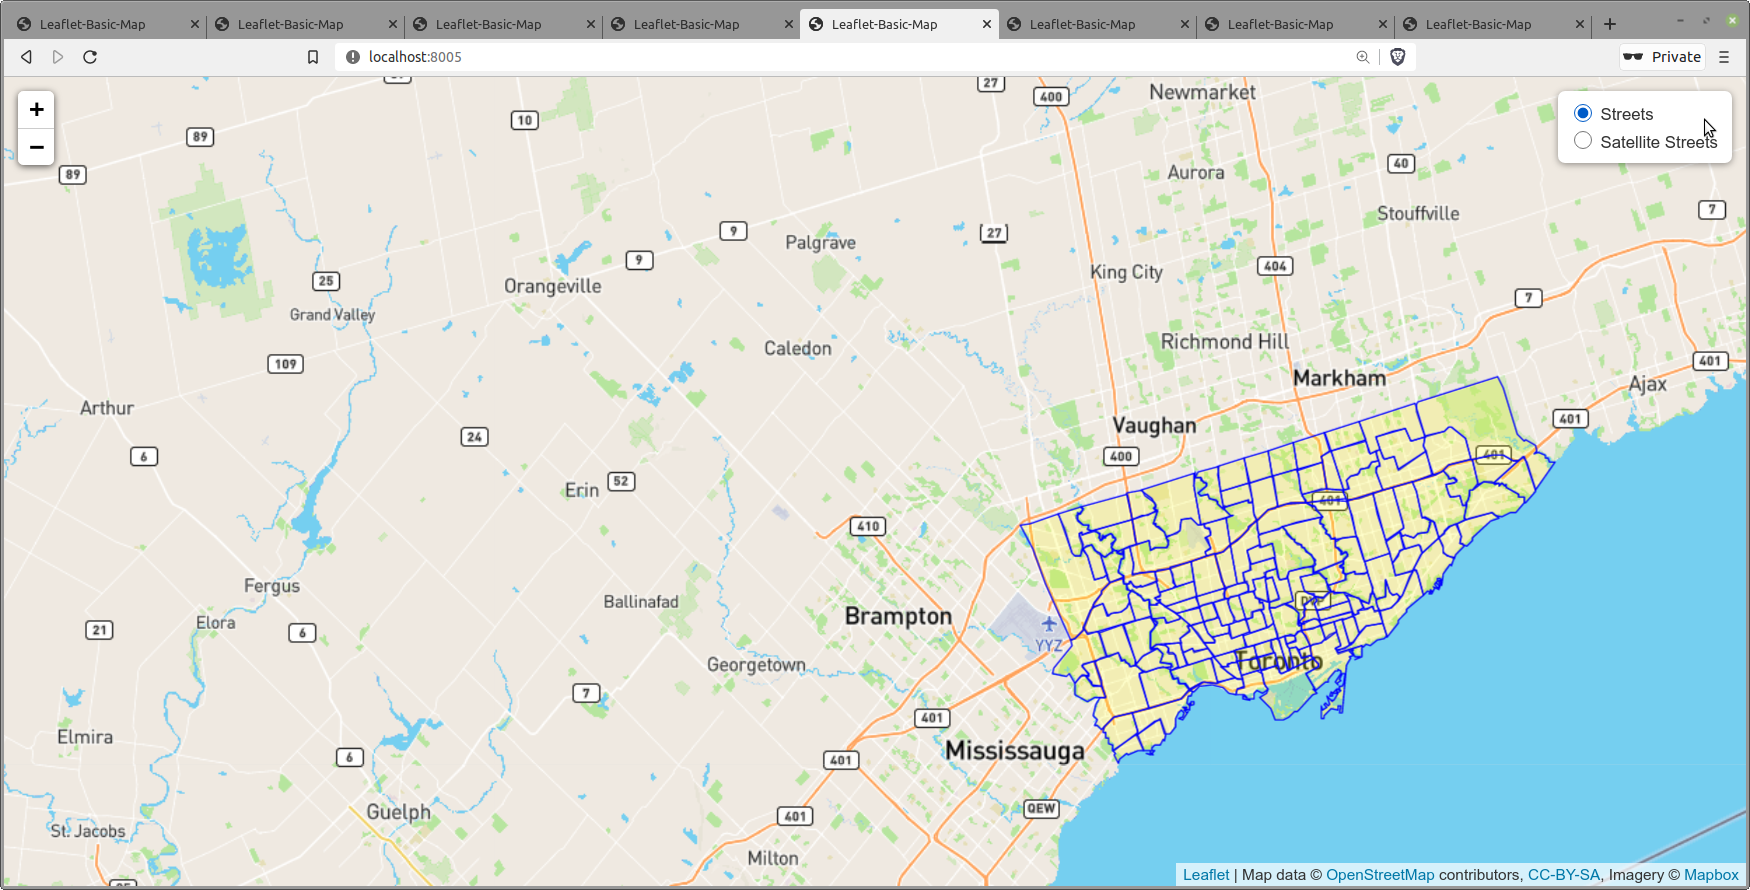 Leaflet-Basic-Map Leaflet-Basic-Map Leaflet-Basic-Map Leaflet-Basic-Map Leaflet-Basic-Map Leaflet-Basic-Map Leaflet-Basic-Map Leaflet-Basic-Map
localhost:8005
Private
+
−
Streets
Satellite Streets
27
400
Newmarket
10
89
89
40
Aurora
Stouffville
7
9
27
Palgrave
9
King City
404
25
Orangeville
7
Grand Valley
Richmond Hill
Caledon
109
401
Markham
Ajax
Arthur
401
Vaughan
24
6
400
401
Erin
52
401
410
Fergus
Ballinafad
DVP
Brampton
Elora
21
6
YYZ
Toronto
Georgetown
7
401
Elmira
Mississauga
6
401
QEW
Guelph
401
St. Jacobs
Milton
Leaflet | Map data © OpenStreetMap contributors, CC-BY-SA, Imagery © Mapbox